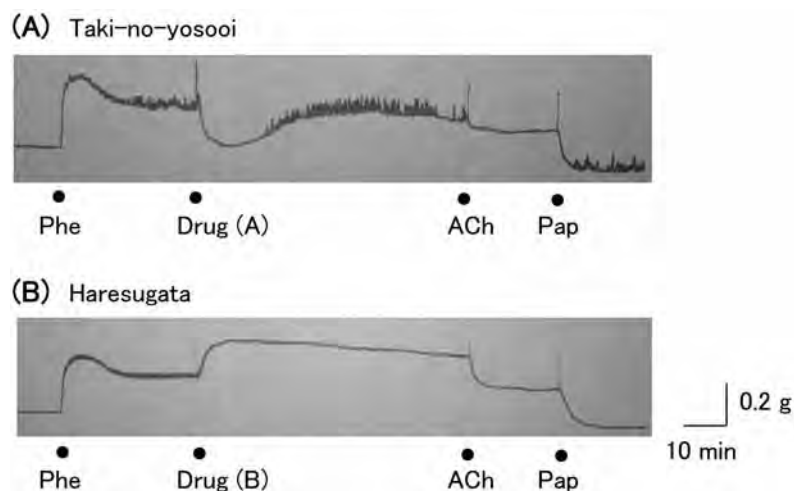 (A) Taki-no-yosooi
Phe Drug (A) ACh Pap
(B) Haresugata
0.2 g
10 min
Phe Drug (B) ACh Pap